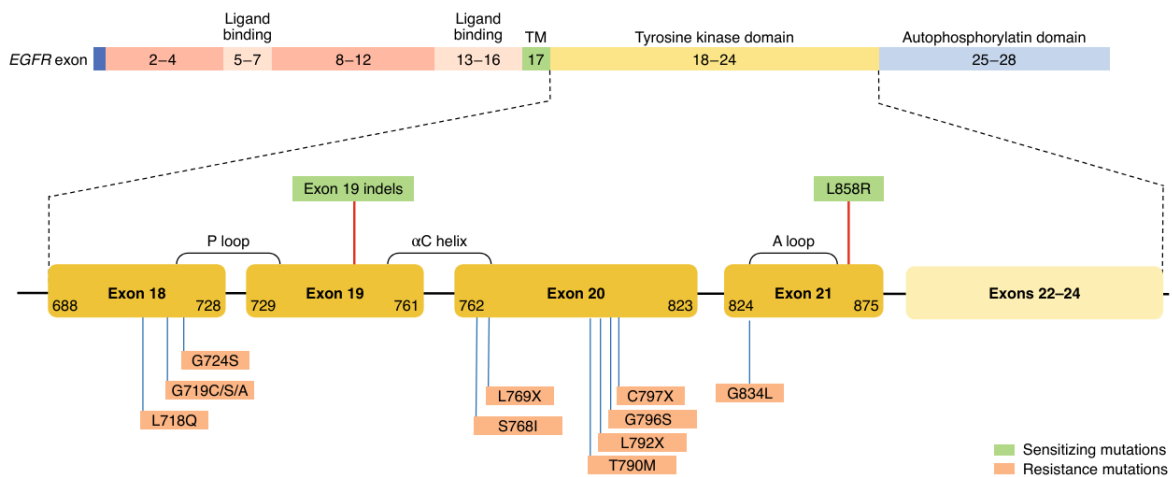 Ligand
binding
Ligand
binding
TM
Tyrosine kinase domain
Autophosphorylatin domain
EGFR exon
2–4
5–7
8–12
13–16
17
18–24
25–28
Exon 19 indels
L858R
P loop
αC helix
A loop
Exon 18
688
728
Exon 19
729
761
Exon 20
762
823
Exon 21
824
875
Exons 22–24
G724S
G719C/S/A
L718Q
L769X
S768I
C797X
G796S
L792X
T790M
G834L
Sensitizing mutations
Resistance mutations